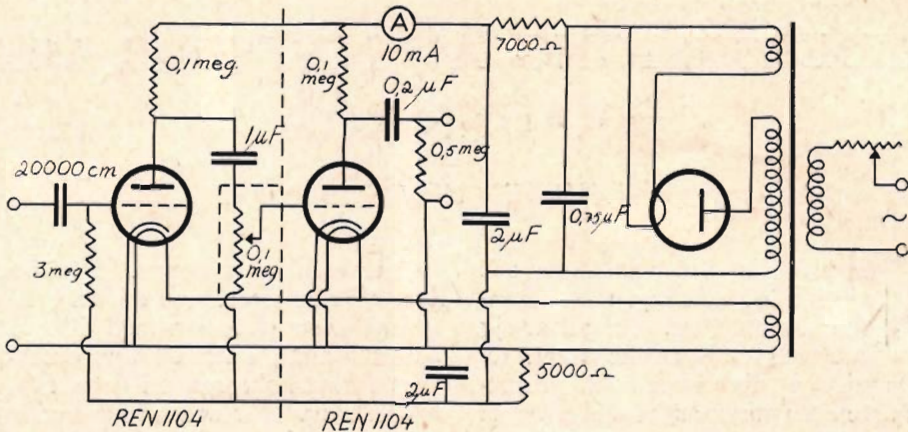 A
10 mA
7000 Ω
0,1 meg
0,1
meg
0,2 µF
1 µF
0,5 meg
20000 cm
0,75 µF
2 µF
~
3 meg
0,1
meg
5000 Ω
2 µF
REN 1104
REN 1104